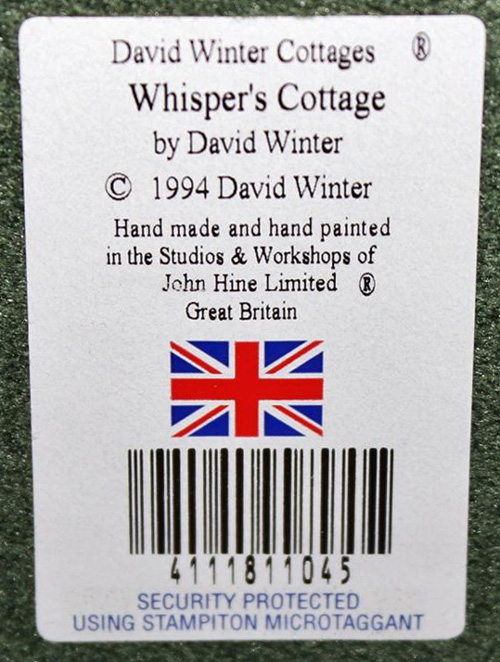 David Winter Cottages ®
Whisper's Cottage
by David Winter
© 1994 David Winter
Hand made and hand painted
in the Studios & Workshops of
John Hine Limited ®
Great Britain
4111811045
SECURITY PROTECTED
USING STAMPITON MICROTAGGANT